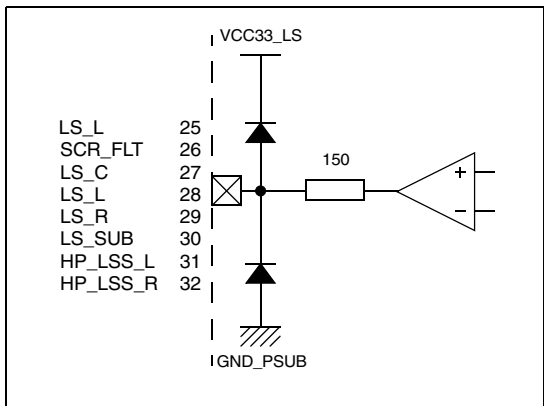 VCC33_LS
LS_L 25
SCR_FLT 26
LS_C 27
LS_L 28
LS_R 29
LS_SUB 30
HP_LSS_L 31
HP_LSS_R 32
150
+
−
GND_PSUB